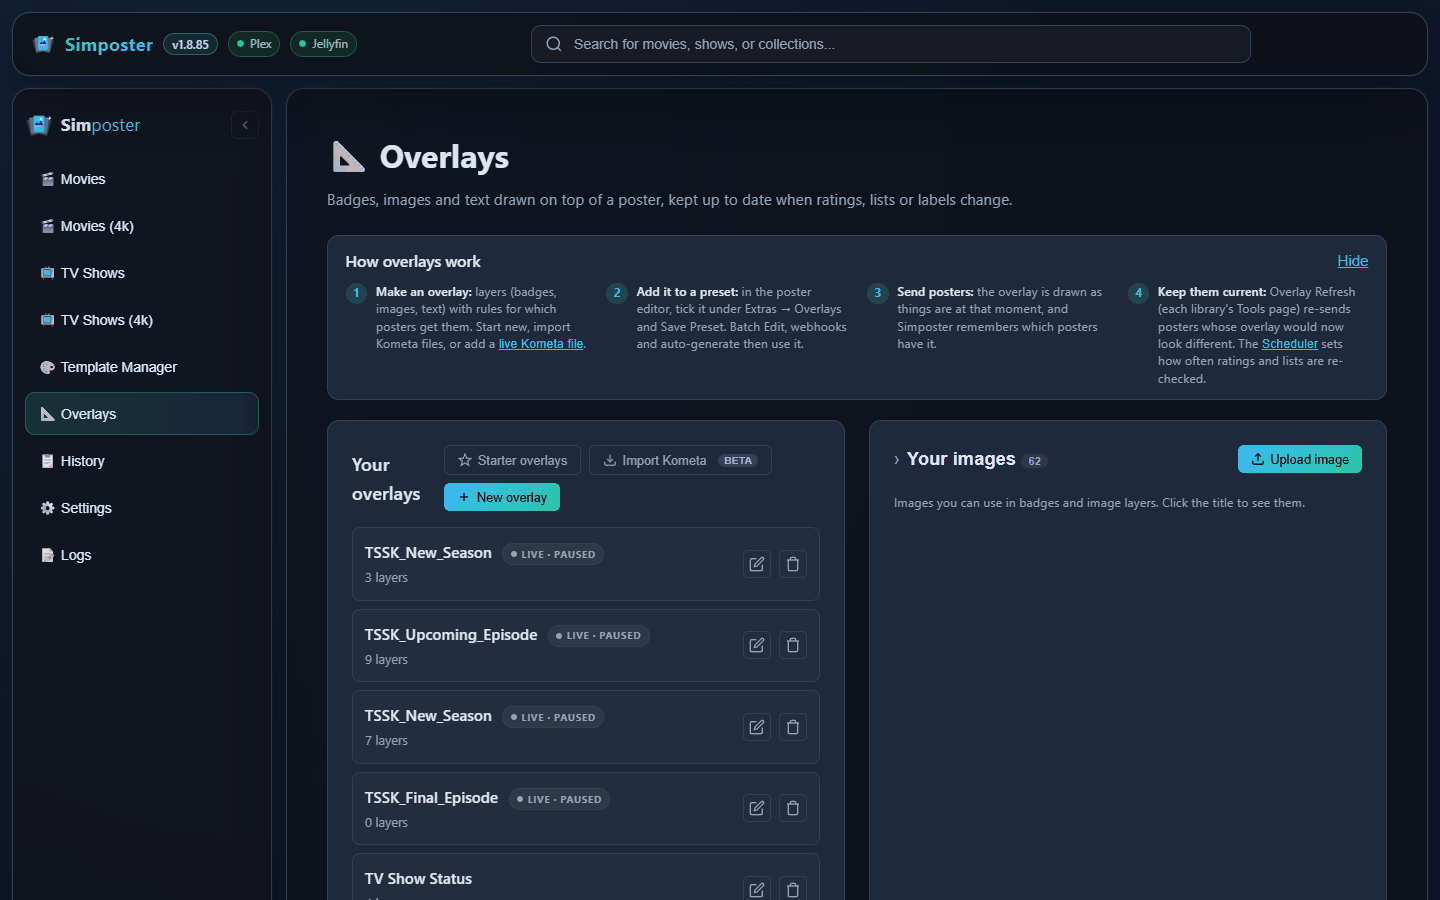 Simposter
v1.8.85
Plex
Jellyfin
Search for movies, shows, or collections...
Simposter
Movies
Movies (4k)
TV Shows
TV Shows (4k)
Template Manager
Overlays
History
Settings
Logs
Overlays
Badges, images and text drawn on top of a poster, kept up to date when ratings, lists or labels change.
How overlays work
Hide
1
Make an overlay: layers (badges,
images, text) with rules for which
posters get them. Start new, import
Kometa files, or add a live Kometa file.
2
Add it to a preset: in the poster
editor, tick it under Extras → Overlays
and Save Preset. Batch Edit, webhooks
and auto-generate then use it.
3
Send posters: the overlay is drawn as
things are at that moment, and
Simposter remembers which posters
have it.
4
Keep them current: Overlay Refresh
(each library's Tools page) re-sends
posters whose overlay would now
look different. The Scheduler sets
how often ratings and lists are re-
checked.
Your
overlays
Starter overlays
Import Kometa BETA
+ New overlay
TSSK_New_Season
LIVE · PAUSED
3 layers
TSSK_Upcoming_Episode
LIVE · PAUSED
9 layers
TSSK_New_Season
LIVE · PAUSED
7 layers
TSSK_Final_Episode
LIVE · PAUSED
0 layers
TV Show Status
› Your images 62
Upload image
Images you can use in badges and image layers. Click the title to see them.